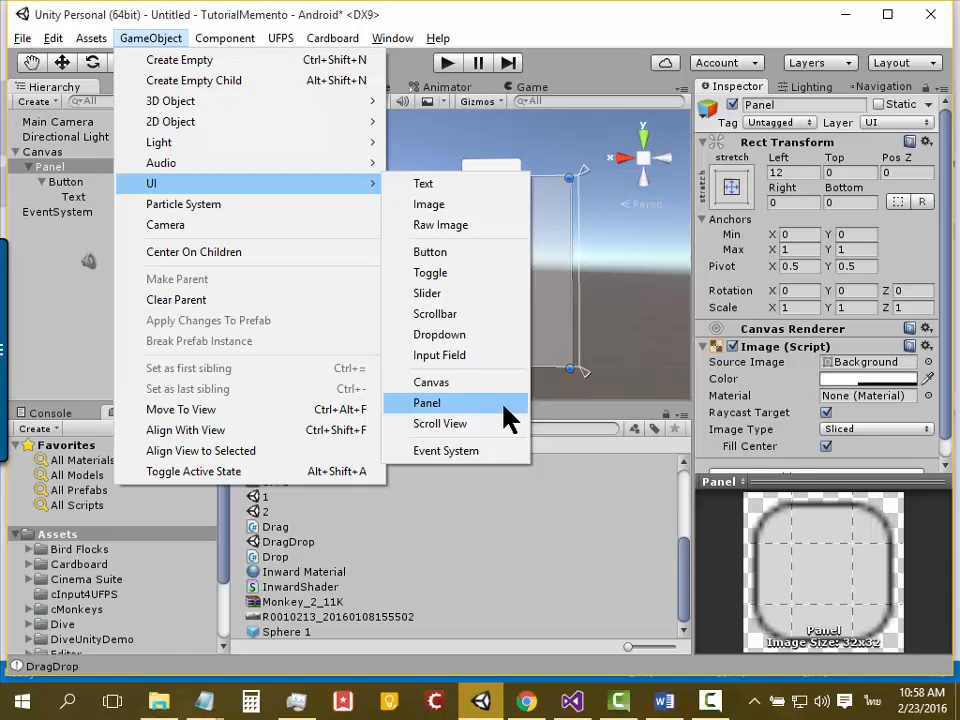 Unity Personal (64bit) - Untitled - TutorialMemento - Android* <DX9>
File Edit Assets GameObject Component UFPS Cardboard Window Help
Account Layers Layout
Create Empty Ctrl+Shift+N
Create Empty Child Alt+Shift+N
3D Object
2D Object
Light
Audio
UI
Particle System
Camera
Center On Children
Make Parent
Clear Parent
Apply Changes To Prefab
Break Prefab Instance
Set as first sibling Ctrl+=
Set as last sibling Ctrl+-
Move To View Ctrl+Alt+F
Align With View Ctrl+Shift+F
Align View to Selected
Toggle Active State Alt+Shift+A
Text
Image
Raw Image
Button
Toggle
Slider
Scrollbar
Dropdown
Input Field
Canvas
Panel
Scroll View
Event System
Hierarchy
Create All
Main Camera
Directional Light
Canvas
Panel
Button
Text
EventSystem
Animator Game
Gizmos All
y
x
Persp
Inspector Lighting Navigation
Panel Static
Tag Untagged Layer UI
Rect Transform
stretch Left Top Pos Z
12 0 0
stretch Right Bottom
0 0 R
Anchors
Min X 0 Y 0
Max X 1 Y 1
Pivot X 0.5 Y 0.5
Rotation X 0 Y 0 Z 0
Scale X 1 Y 1 Z 1
Canvas Renderer
Image (Script)
Source Image Background
Color
Material None (Material)
Raycast Target
Image Type Sliced
Fill Center
Panel
Panel
Image Size: 32x32
Console
Create
Favorites
All Materials
All Models
All Prefabs
All Scripts
Assets
Bird Flocks
Cardboard
Cinema Suite
cInput4UFPS
cMonkeys
Dive
DiveUnityDemo
1
2
Drag
DragDrop
Drop
Inward Material
InwardShader
Monkey_2_11K
R0010213_20160108155502
Sphere 1
DragDrop
ไทย
10:58 AM
2/23/2016